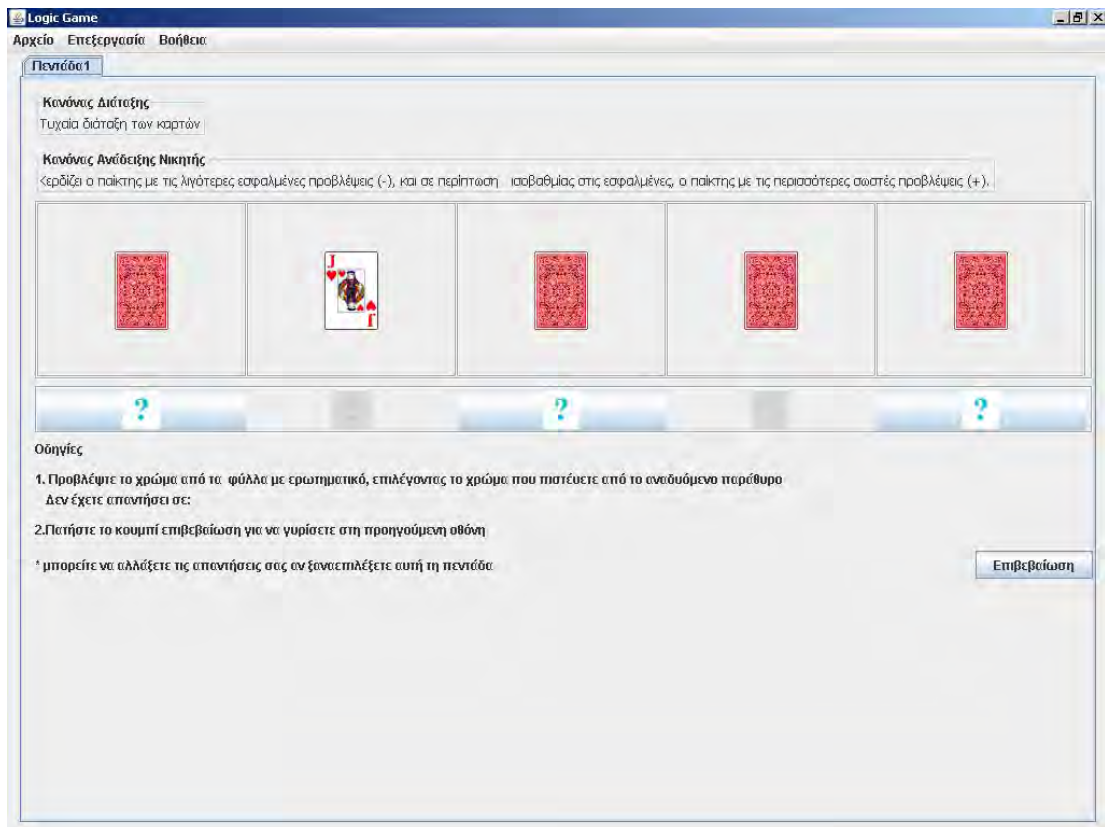 Logic Game
Αρχείο Επεξεργασία Βοήθεια
Πεντάδα1
Κανόνας Διάταξης
Τυχαία διάταξη των καρτών
Κανόνας Ανάδειξης Νικητής
Κερδίζει ο παίκτης με τις λιγότερες εσφαλμένες προβλέψεις (-), και σε περίπτωση ισοβαθμίας στις εσφαλμένες, ο παίκτης με τις περισσότερες σωστές προβλέψεις (+).
J
J
? ? ?
Οδηγίες
1. Προβλέψτε το χρώμα από τα φύλλα με ερωτηματικό, επιλέγοντας το χρώμα που πιστέυετε από το αναδυόμενο παράθυρο
Δεν έχετε απαντήσει σε:
2.Πατήστε το κουμπί επιβεβαίωση για να γυρίσετε στη προηγούμενη οθόνη
* μπορείτε να αλλάξετε τις απαντήσεις σας αν ξαναεπιλέξετε αυτή τη πεντάδα
Επιβεβαίωση